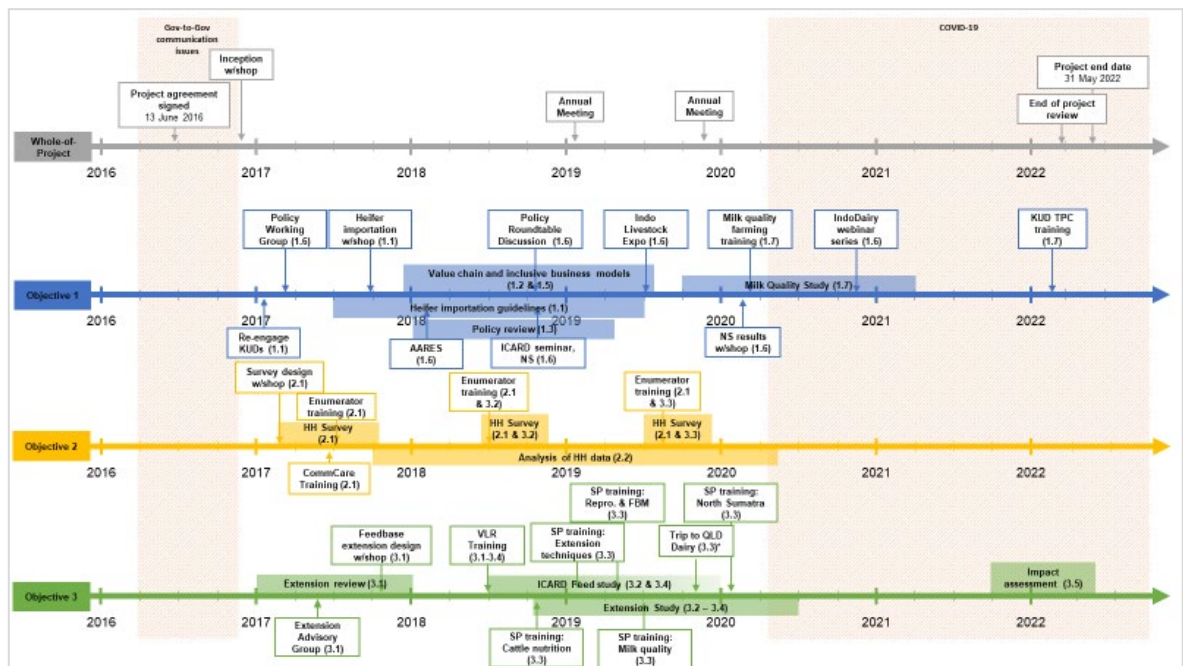 Gov-to-Gov
communication
issues
COVID-19
Inception
w/shop
Project agreement
signed
13 June 2016
Annual
Meeting
Annual
Meeting
Project end date
31 May 2022
End of project
review
Whole-of-
Project
2016
2017
2018
2019
2020
2021
2022
Policy
Working
Group (1.6)
Heifer
importation
w/shop (1.1)
Policy
Roundtable
Discussion (1.6)
Indo
Livestock
Expo (1.6)
Milk quality
farming
training (1.7)
IndoDairy
webinar
series (1.6)
KUD TPC
training
(1.7)
Value chain and inclusive business models
(1.2 & 1.5)
Milk Quality Study (1.7)
Objective 1
Heifer importation guidelines (1.1)
2016
2017
2018
2019
2020
2021
2022
Policy review (1.3)
Re-engage
KUDs (1.1)
AARES
(1.6)
ICARD seminar,
NS (1.6)
NS results
w/shop (1.6)
Survey design
w/shop (2.1)
Enumerator
training (2.1)
Enumerator
training (2.1
& 3.2)
Enumerator
training (2.1
& 3.3)
HH Survey
(2.1)
HH Survey
(2.1 & 3.2)
HH Survey
(2.1 & 3.3)
Objective 2
Analysis of HH data (2.2)
2016
2017
2018
2019
2020
2021
2022
CommCare
Training (2.1)
SP training:
Repro. & FBM
(3.3)
SP training:
North Sumatra
(3.3)
Feedbase
extension design
w/shop (3.1)
VLR
Training
(3.1-3.4)
SP training:
Extension
techniques (3.3)
Trip to QLD
Dairy (3.3)*
Extension review (3.1)
ICARD Feed study (3.2 & 3.4)
Impact
assessment (3.5)
Objective 3
Extension Study (3.2 – 3.4)
2016
2017
2018
2019
2020
2021
2022
Extension
Advisory
Group (3.1)
SP training:
Cattle nutrition
(3.3)
SP training:
Milk quality
(3.3)